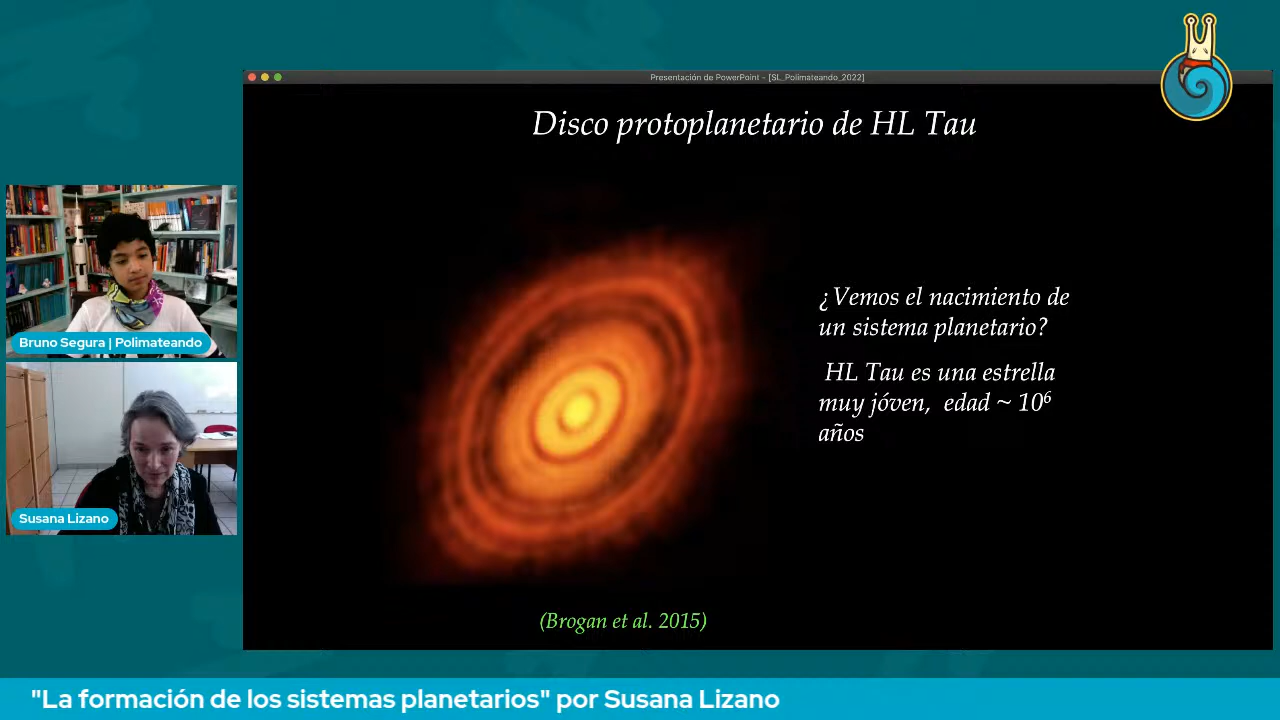 Presentación de PowerPoint - [SL_Polimateando_2022]
Disco protoplanetario de HL Tau
¿Vemos el nacimiento de
un sistema planetario?
HL Tau es una estrella
muy jóven, edad ~ 10⁶
años
(Brogan et al. 2015)
Bruno Segura | Polimateando
Susana Lizano
"La formación de los sistemas planetarios" por Susana Lizano